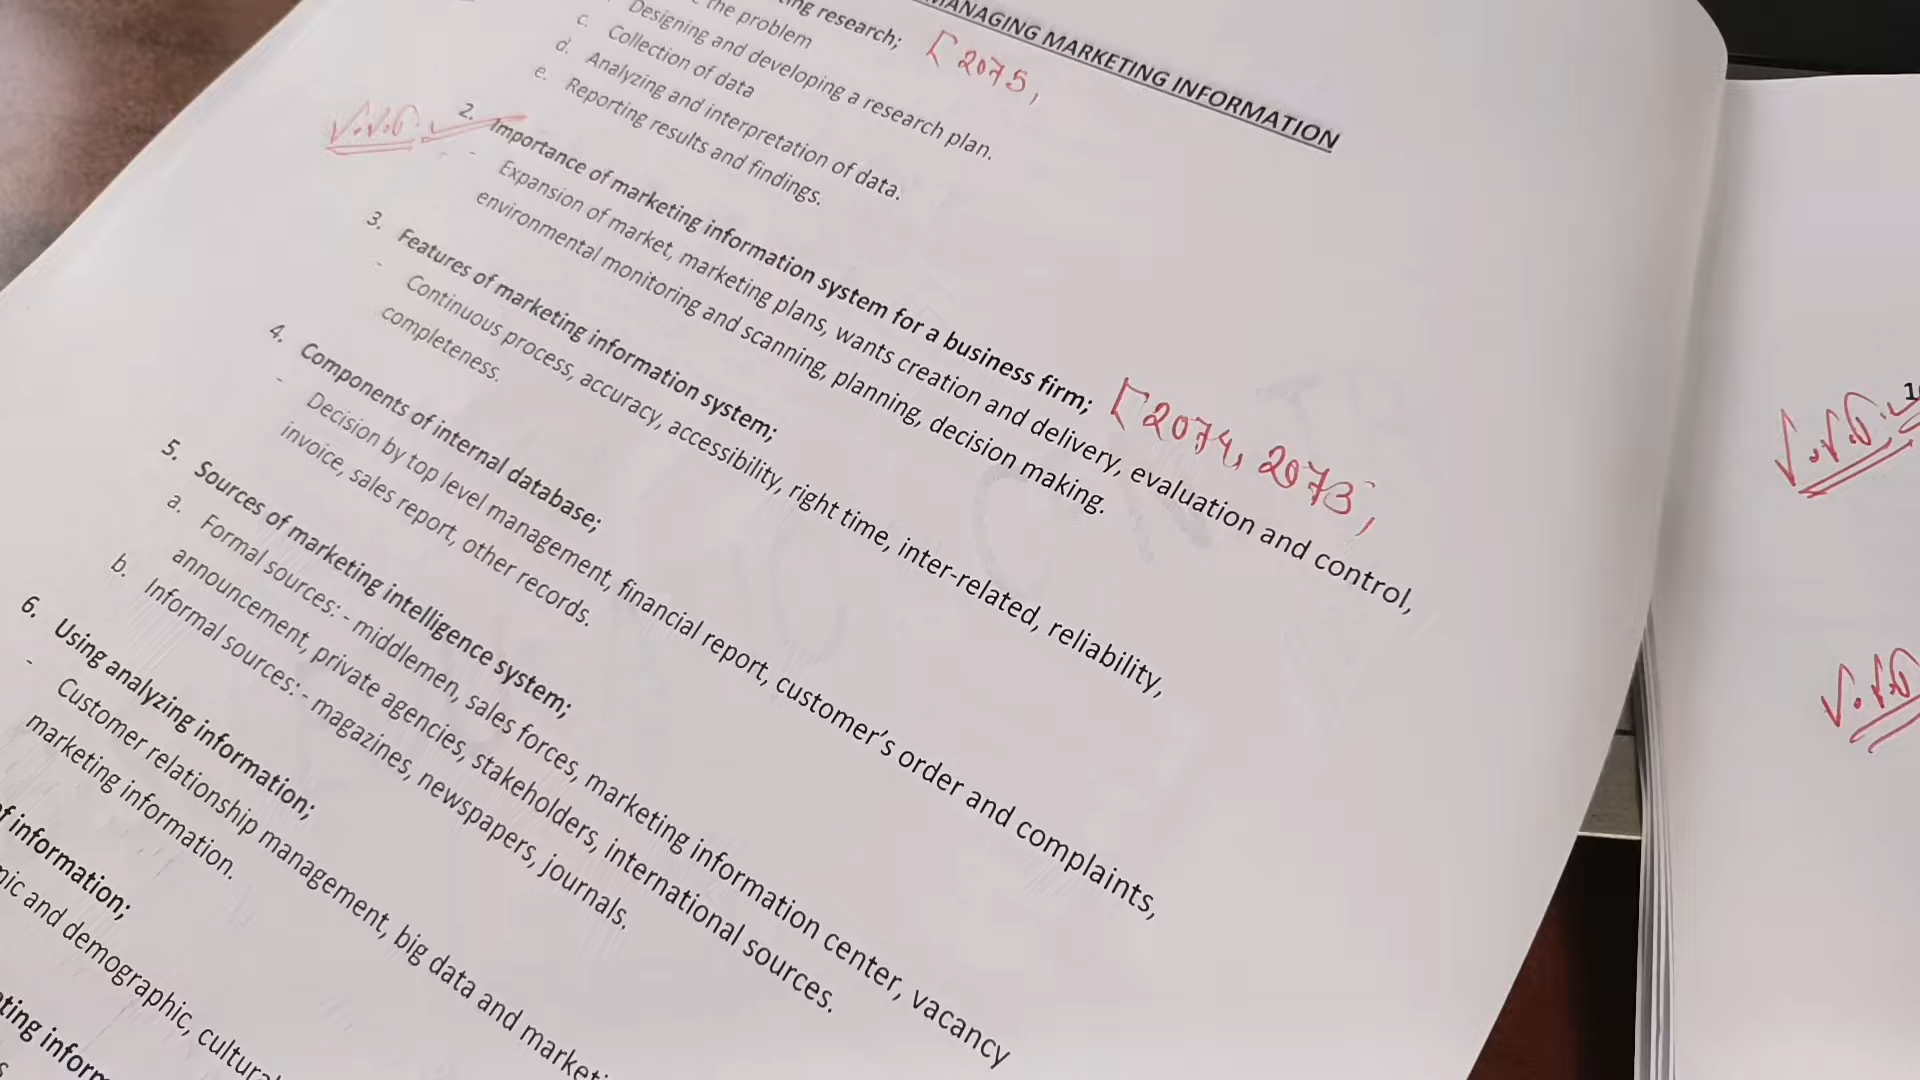 MANAGING MARKETING INFORMATION
research; [2075,
the problem
Designing and developing a research plan.
c. Collection of data
d. Analyzing and interpretation of data.
e. Reporting results and findings.
2. Importance of marketing information system for a business firm; [2074, 2073,
- Expansion of market, marketing plans, wants creation and delivery, evaluation and control,
environmental monitoring and scanning, planning, decision making.
3. Features of marketing information system;
- Continuous process, accuracy, accessibility, right time, inter-related, reliability,
completeness.
4. Components of internal database;
- Decision by top level management, financial report, customer's order and complaints,
invoice, sales report, other records.
5. Sources of marketing intelligence system;
a. Formal sources: - middlemen, sales forces, marketing information center, vacancy
announcement, private agencies, stakeholders, international sources.
b. Informal sources: - magazines, newspapers, journals.
6. Using analyzing information;
- Customer relationship management, big data and
marketing information.
of information;
and demographic,